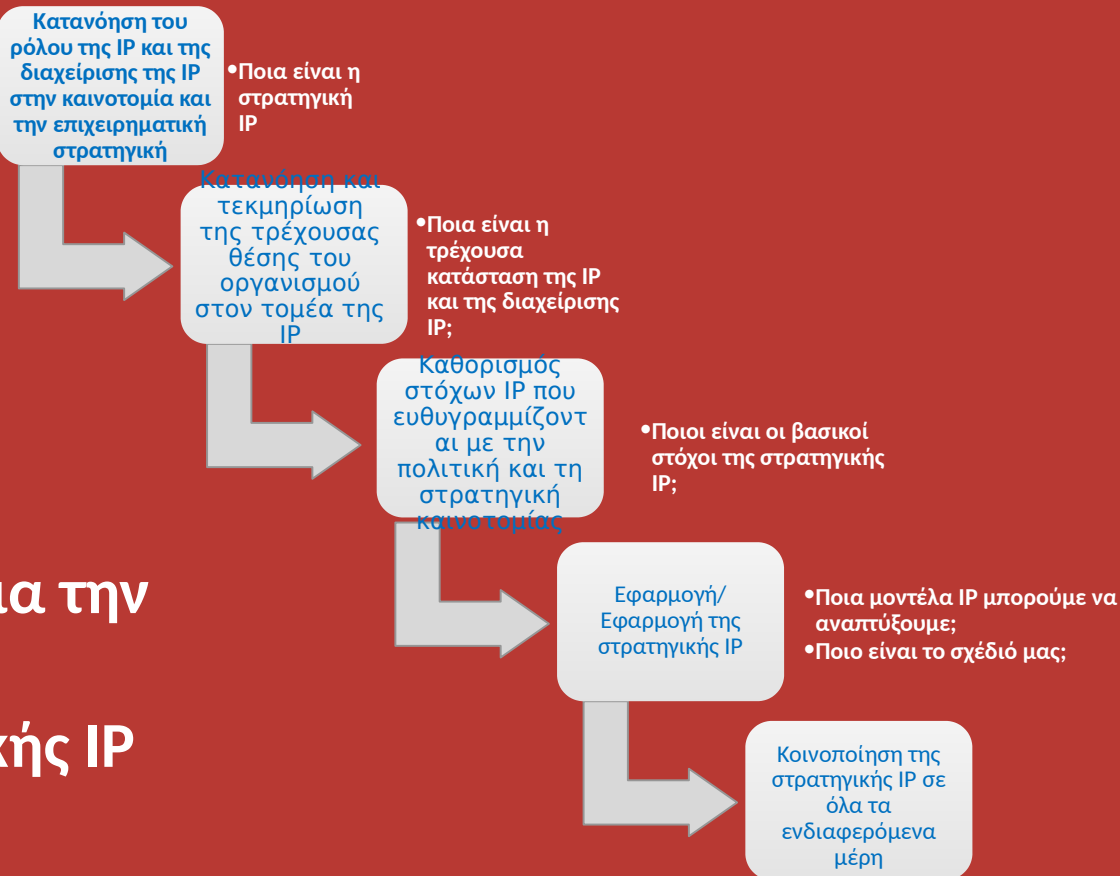 Κατανόηση του
ρόλου της IP και της
διαχείρισης της IP
στην καινοτομία και
την επιχειρηματική
στρατηγική
•Ποια είναι η
στρατηγική
IP
Κατανόηση και
τεκμηρίωση
της τρέχουσας
θέσης του
οργανισμού
στον τομέα της
IP
•Ποια είναι η
τρέχουσα
κατάσταση της IP
και της διαχείρισης
IP;
Καθορισμός
στόχων IP που
ευθυγραμμίζοντ
αι με την
πολιτική και τη
στρατηγική
καινοτομίας
•Ποιοι είναι οι βασικοί
στόχοι της στρατηγικής
IP;
Εφαρμογή/
Εφαρμογή της
στρατηγικής IP
•Ποια μοντέλα IP μπορούμε να
αναπτύξουμε;
•Ποιο είναι το σχέδιό μας;
Κοινοποίηση της
στρατηγικής IP σε
όλα τα
ενδιαφερόμενα
μέρη
ια την
κής IP